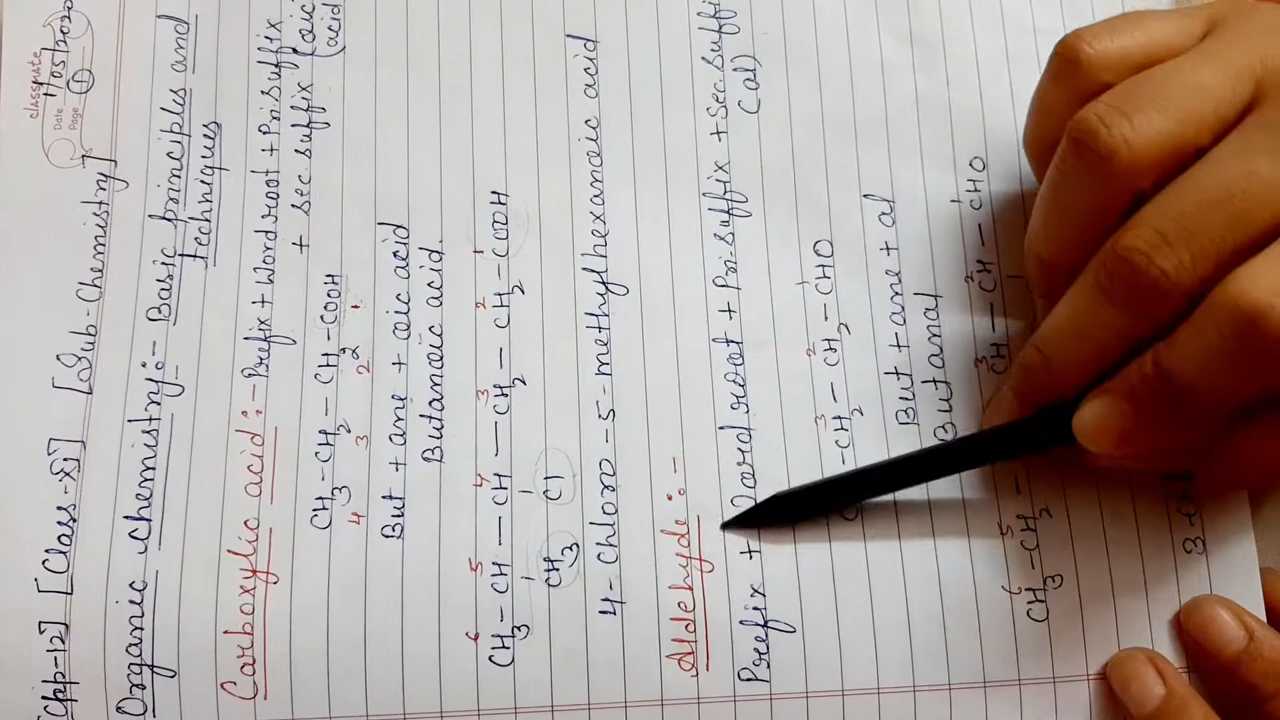 classmate
Date 1/05/2020
Page 1
Chp-12] [Class-XI] [Sub-Chemistry]
Organic chemistry:- Basic principles and
techniques
Carboxylic acid:- Prefix + Word root + Pri.suffix
+ sec suffix (oic
acid
CH3-CH2-CH2-COOH
4 3 2 1
But + ane + oic acid
Butanoic acid.
6 5 4 3 2 1
CH3-CH-CH-CH2-CH2-COOH
CH3 Cl
4-chloro-5-methylhexanoic acid
Aldehyde:-
Prefix + Word root + Pri.suffix + Sec.suffi
(al)
3 2 1
-CH2-CH2-CHO
But + ane + al
Butanal
6 5 3 2 1
CH3-CH2- CH-CH-CHO